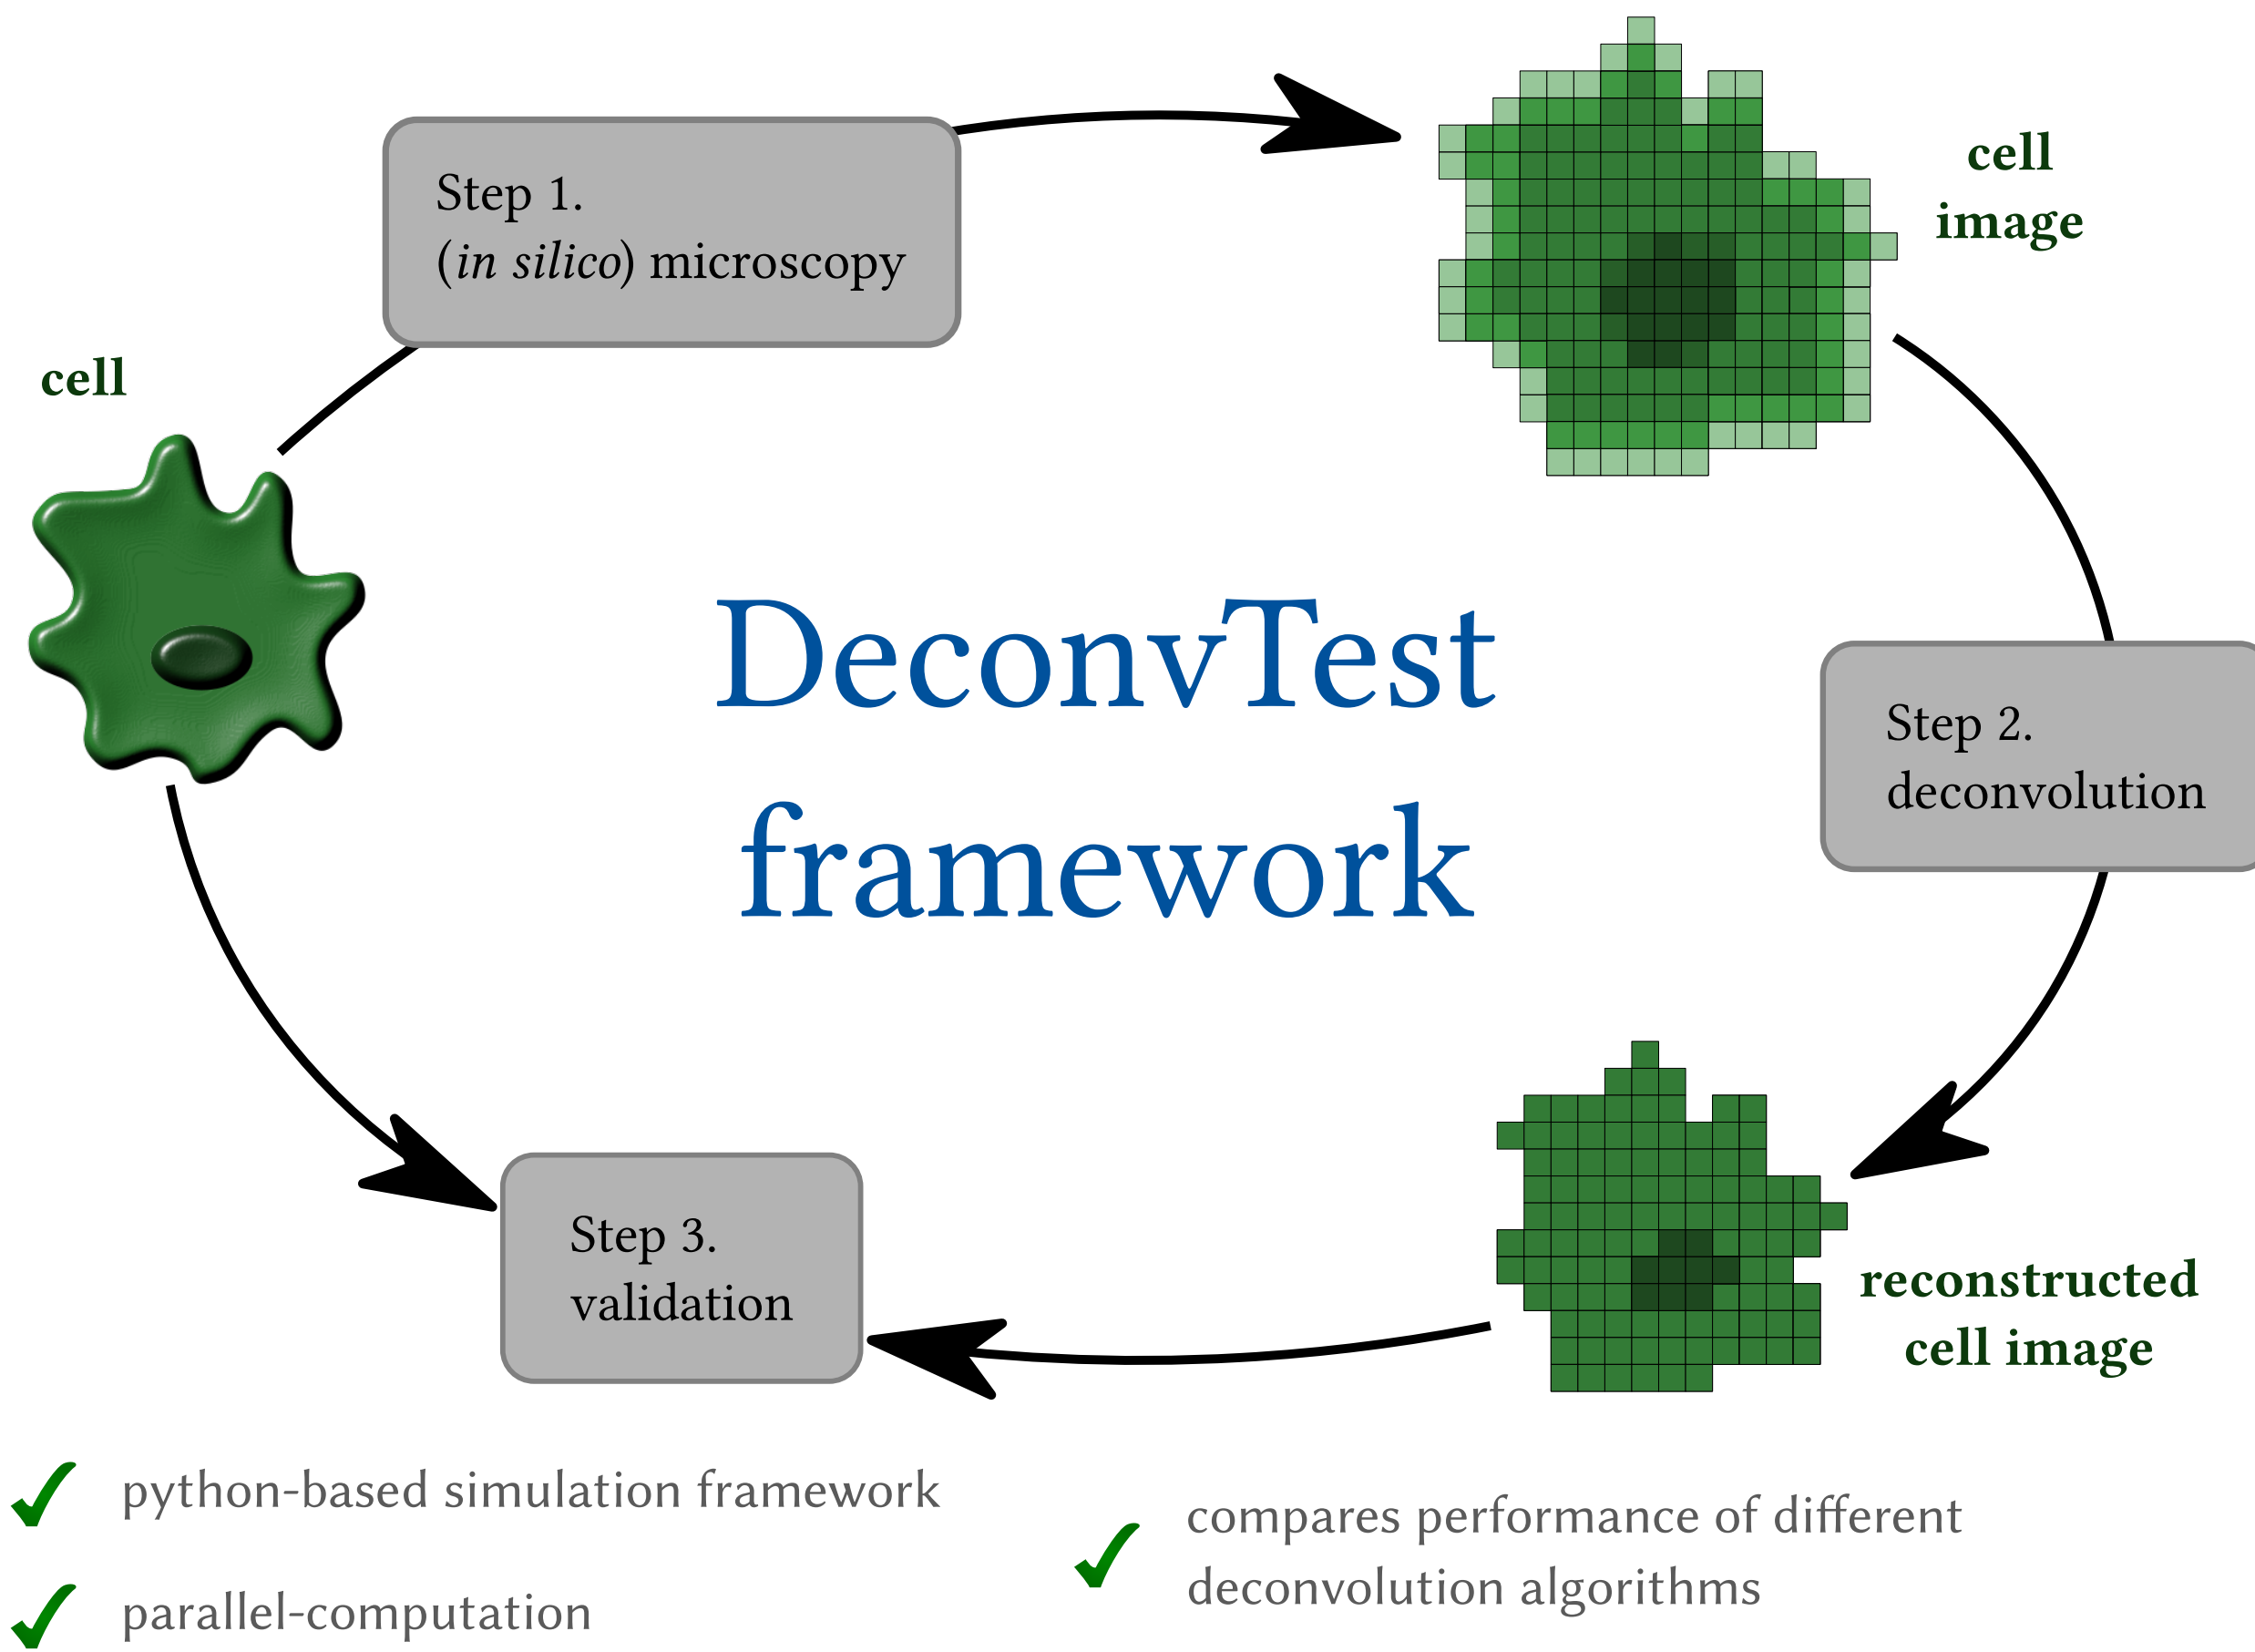 Step 1.
(in silico) microscopy
cell
image
cell
DeconvTest
framework
Step 2.
deconvolution
Step 3.
validation
reconstructed
cell image
python-based simulation framework
parallel-computation
compares performance of different
deconvolution algorithms